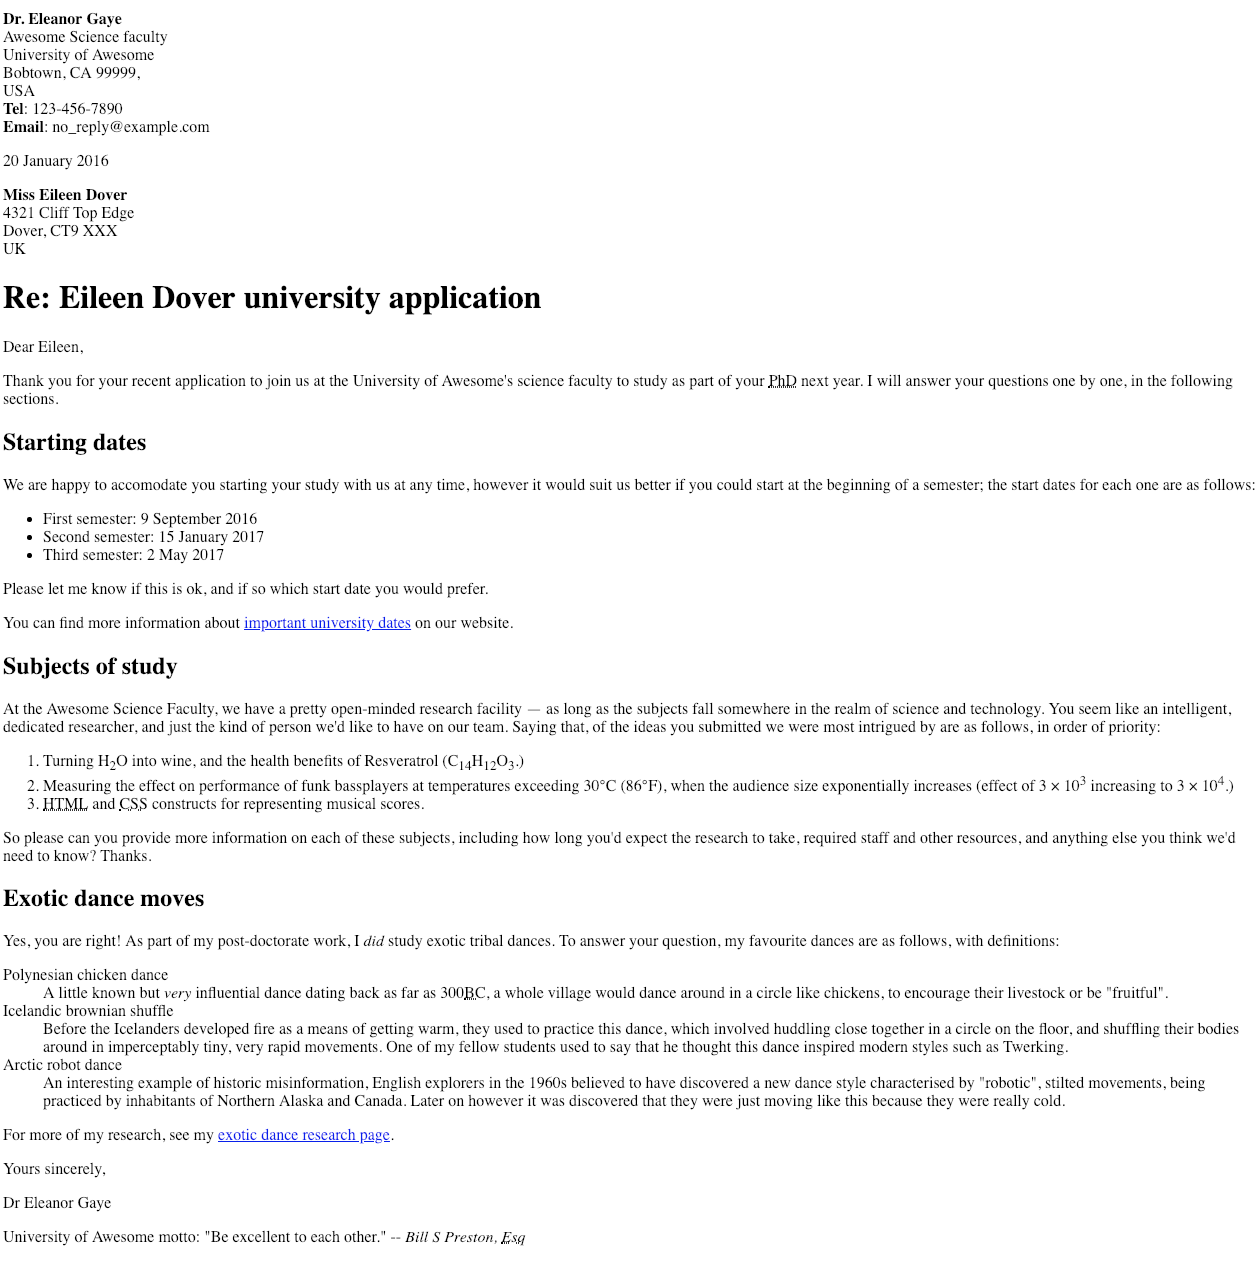 Dr. Eleanor Gaye
Awesome Science faculty
University of Awesome
Bobtown, CA 99999,
USA
Tel: 123-456-7890
Email: no_reply@example.com
20 January 2016
Miss Eileen Dover
4321 Cliff Top Edge
Dover, CT9 XXX
UK
Re: Eileen Dover university application
Dear Eileen,
Thank you for your recent application to join us at the University of Awesome's science faculty to study as part of your PhD next year. I will answer your questions one by one, in the following
sections.
Starting dates
We are happy to accomodate you starting your study with us at any time, however it would suit us better if you could start at the beginning of a semester; the start dates for each one are as follows:
• First semester: 9 September 2016
• Second semester: 15 January 2017
• Third semester: 2 May 2017
Please let me know if this is ok, and if so which start date you would prefer.
You can find more information about important university dates on our website.
Subjects of study
At the Awesome Science Faculty, we have a pretty open-minded research facility — as long as the subjects fall somewhere in the realm of science and technology. You seem like an intelligent,
dedicated researcher, and just the kind of person we'd like to have on our team. Saying that, of the ideas you submitted we were most intrigued by are as follows, in order of priority:
1. Turning H₂O into wine, and the health benefits of Resveratrol (C₁₄H₁₂O₃.)
2. Measuring the effect on performance of funk bassplayers at temperatures exceeding 30°C (86°F), when the audience size exponentially increases (effect of 3 × 10³ increasing to 3 × 10⁴.)
3. HTML and CSS constructs for representing musical scores.
So please can you provide more information on each of these subjects, including how long you'd expect the research to take, required staff and other resources, and anything else you think we'd
need to know? Thanks.
Exotic dance moves
Yes, you are right! As part of my post-doctorate work, I did study exotic tribal dances. To answer your question, my favourite dances are as follows, with definitions:
Polynesian chicken dance
A little known but very influential dance dating back as far as 300BC, a whole village would dance around in a circle like chickens, to encourage their livestock or be "fruitful".
Icelandic brownian shuffle
Before the Icelanders developed fire as a means of getting warm, they used to practice this dance, which involved huddling close together in a circle on the floor, and shuffling their bodies
around in imperceptably tiny, very rapid movements. One of my fellow students used to say that he thought this dance inspired modern styles such as Twerking.
Arctic robot dance
An interesting example of historic misinformation, English explorers in the 1960s believed to have discovered a new dance style characterised by "robotic", stilted movements, being
practiced by inhabitants of Northern Alaska and Canada. Later on however it was discovered that they were just moving like this because they were really cold.
For more of my research, see my exotic dance research page.
Yours sincerely,
Dr Eleanor Gaye
University of Awesome motto: "Be excellent to each other." -- Bill S Preston, Esq